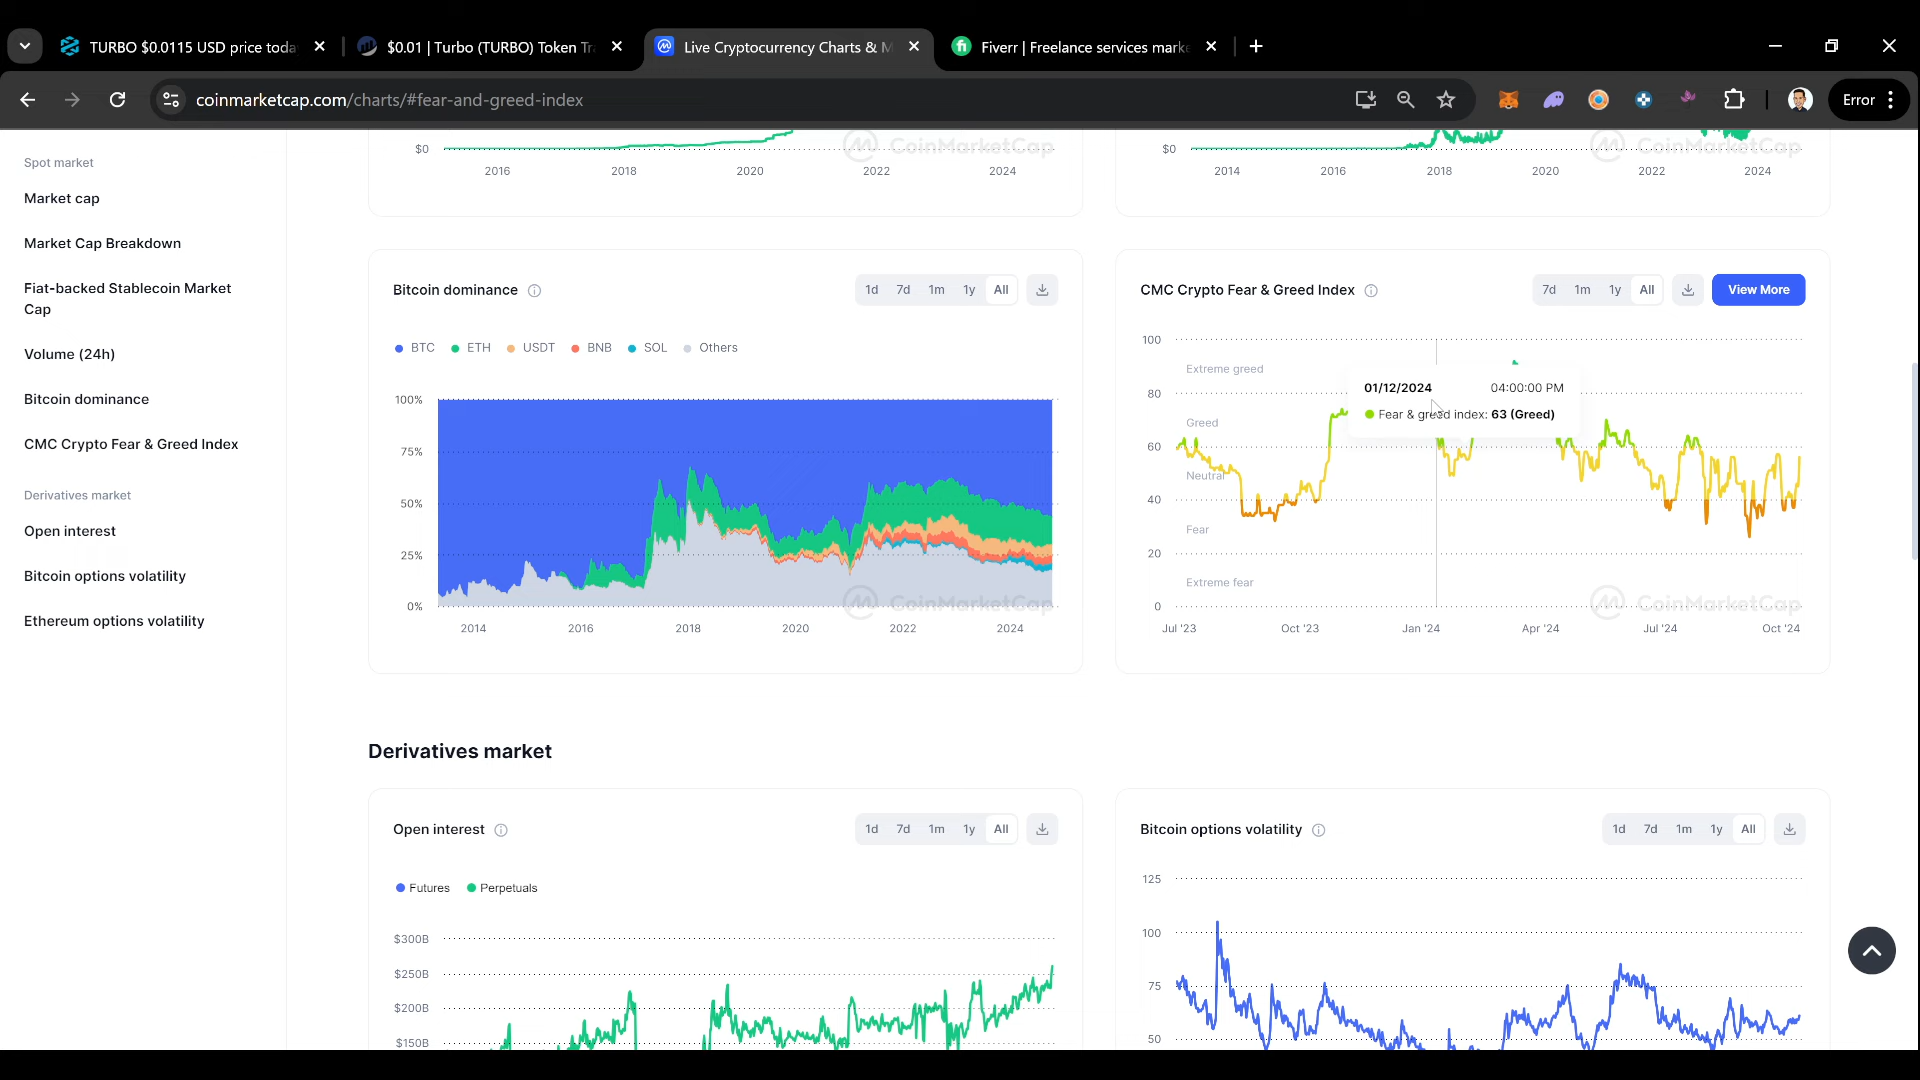 TURBO $0.0115 USD price toda
$0.01 | Turbo (TURBO) Token Tr
Live Cryptocurrency Charts & M
Fiverr | Freelance services mark
coinmarketcap.com/charts/#fear-and-greed-index
Error
Spot market
Market cap
Market Cap Breakdown
Fiat-backed Stablecoin Market
Cap
Volume (24h)
Bitcoin dominance
CMC Crypto Fear & Greed Index
Derivatives market
Open interest
Bitcoin options volatility
Ethereum options volatility
$0
CoinMarketCap
2016 2018 2020 2022 2024
$0
CoinMarketCap
2014 2016 2018 2020 2022 2024
Bitcoin dominance
1d 7d 1m 1y All
BTC ETH USDT BNB SOL Others
100%
75%
50%
25%
0%
CoinMarketCap
2014 2016 2018 2020 2022 2024
CMC Crypto Fear & Greed Index
7d 1m 1y All
View More
100
Extreme greed
80
Greed
60
Neutral
40
Fear
20
Extreme fear
0
01/12/2024 04:00:00 PM
Fear & greed index: 63 (Greed)
CoinMarketCap
Jul '23 Oct '23 Jan '24 Apr '24 Jul '24 Oct '24
Derivatives market
Open interest
1d 7d 1m 1y All
Futures Perpetuals
$300B
$250B
$200B
$150B
Bitcoin options volatility
1d 7d 1m 1y All
125
100
75
50